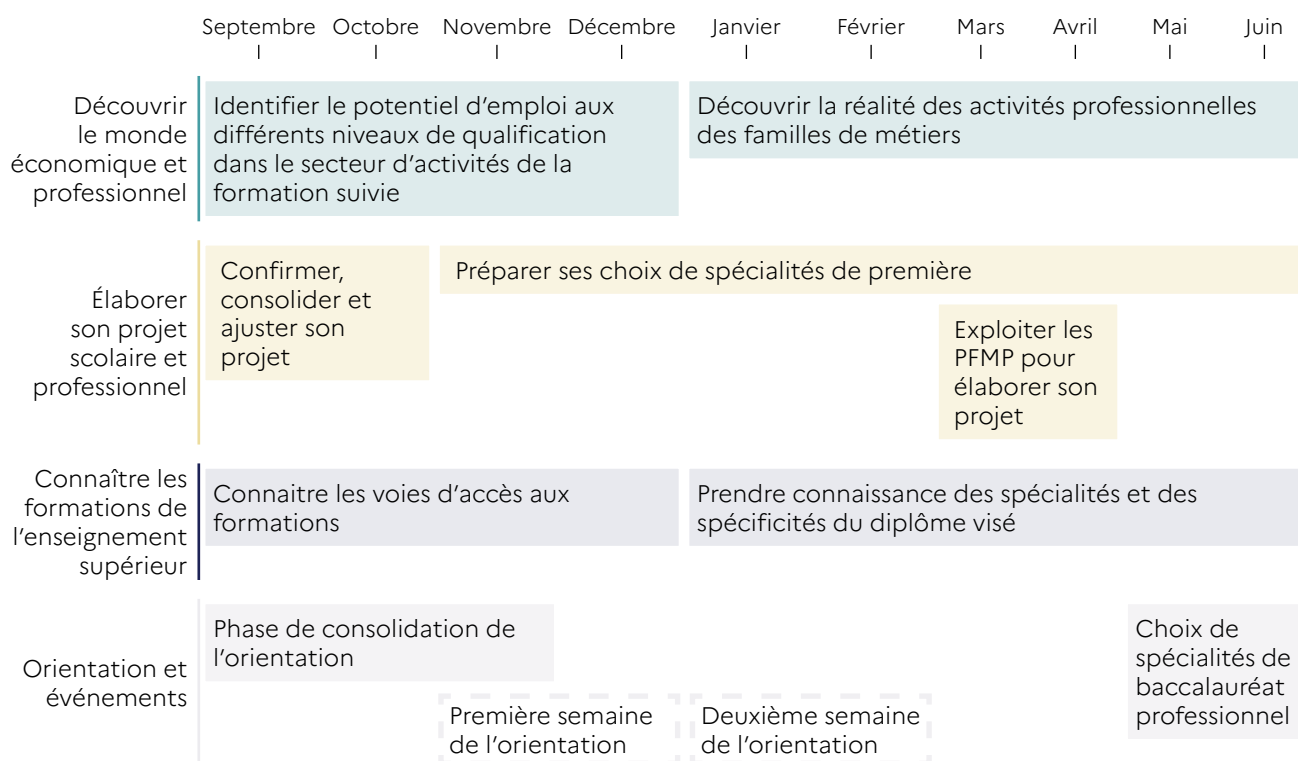 Septembre Octobre Novembre Décembre Janvier Février Mars Avril Mai Juin
Découvrir
le monde
économique et
professionnel
Identifier le potentiel d'emploi aux
différents niveaux de qualification
dans le secteur d'activités de la
formation suivie
Découvrir la réalité des activités professionnelles
des familles de métiers
Élaborer
son projet
scolaire et
professionnel
Confirmer,
consolider et
ajuster son
projet
Préparer ses choix de spécialités de première
Exploiter les
PFMP pour
élaborer son
projet
Connaître les
formations de
l'enseignement
supérieur
Connaitre les voies d'accès aux
formations
Prendre connaissance des spécialités et des
spécificités du diplôme visé
Orientation et
événements
Phase de consolidation de
l'orientation
Première semaine
de l'orientation
Deuxième semaine
de l'orientation
Choix de
spécialités de
baccalauréat
professionnel